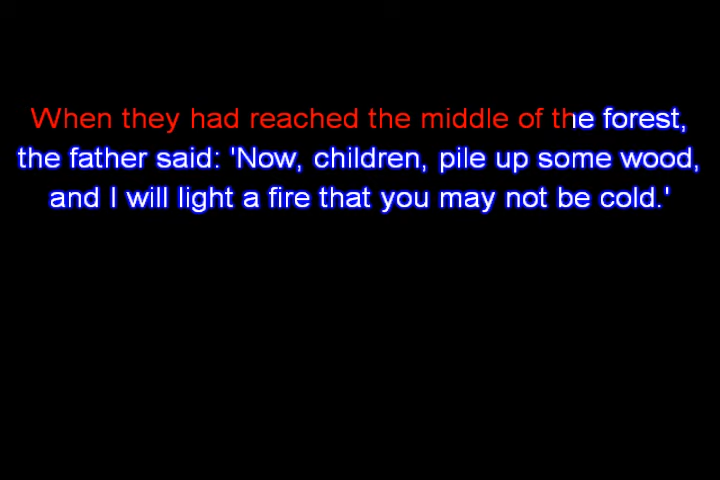 When they had reached the middle of the forest,
the father said: 'Now, children, pile up some wood,
and I will light a fire that you may not be cold.'